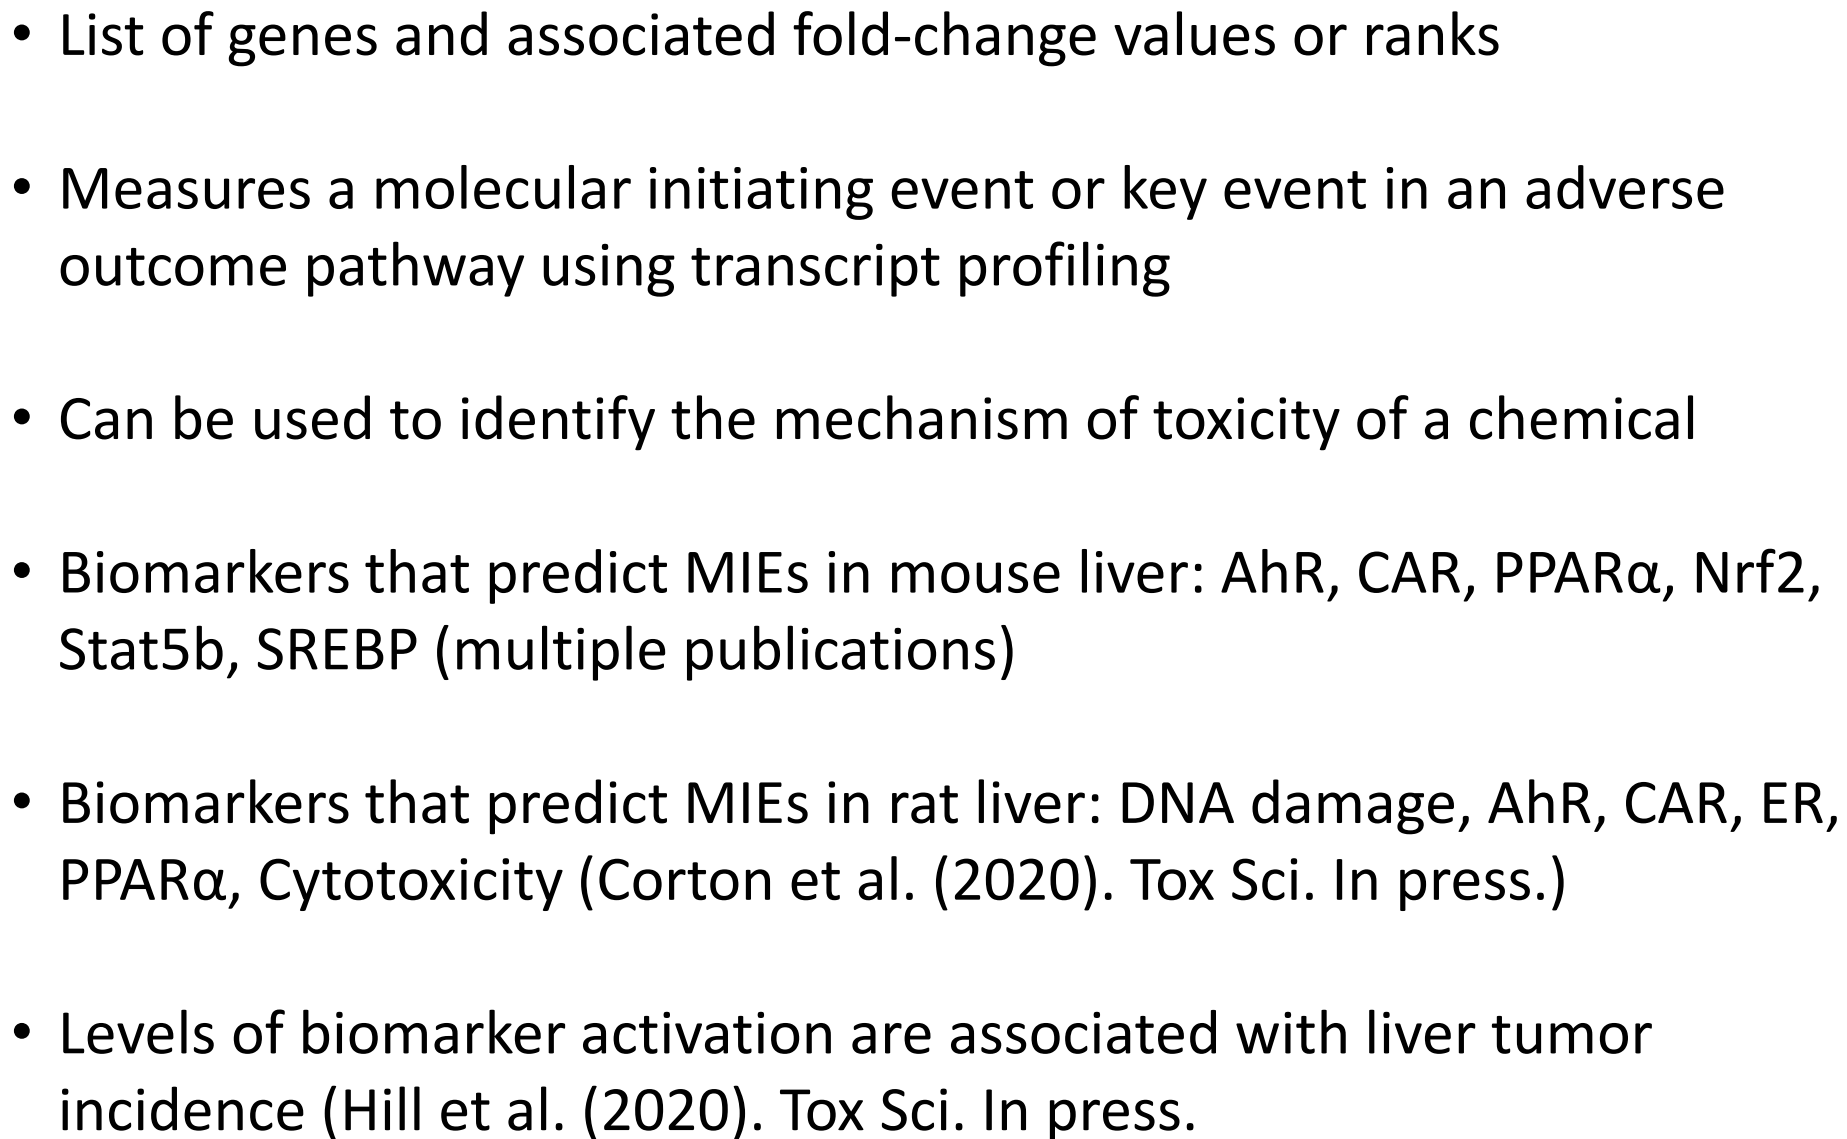 • List of genes and associated fold-change values or ranks
• Measures a molecular initiating event or key event in an adverse
outcome pathway using transcript profiling
• Can be used to identify the mechanism of toxicity of a chemical
• Biomarkers that predict MIEs in mouse liver: AhR, CAR, PPARα, Nrf2,
Stat5b, SREBP (multiple publications)
• Biomarkers that predict MIEs in rat liver: DNA damage, AhR, CAR, ER,
PPARα, Cytotoxicity (Corton et al. (2020). Tox Sci. In press.)
• Levels of biomarker activation are associated with liver tumor
incidence (Hill et al. (2020). Tox Sci. In press.